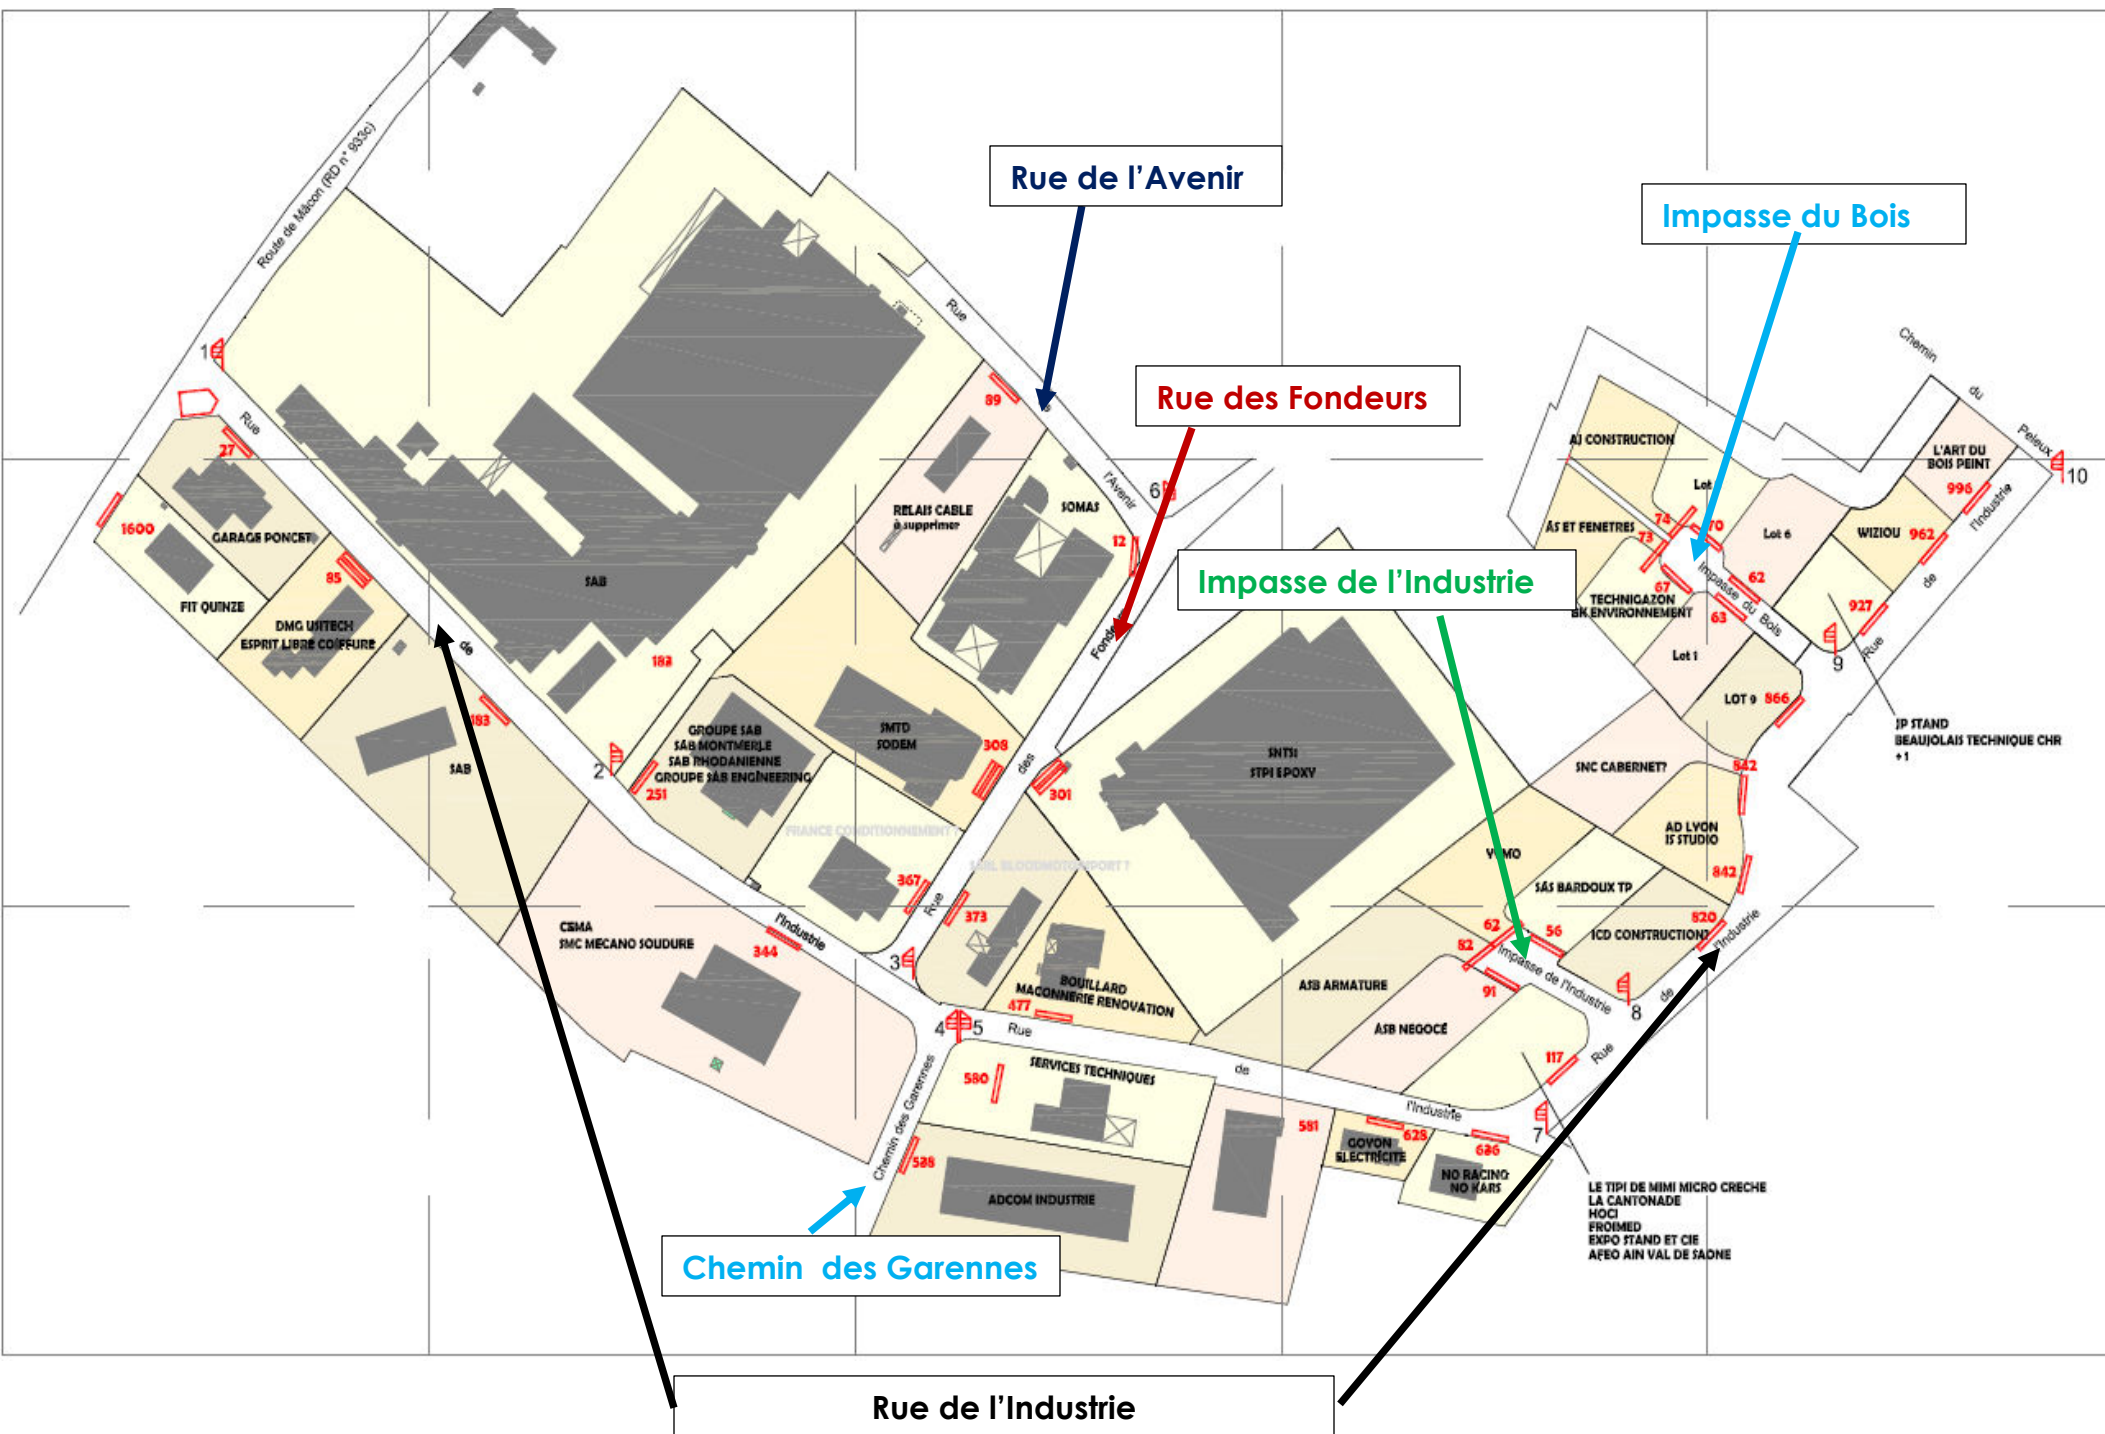 Route de Mâcon (RD n° 933c)
Rue de l’Avenir
Impasse du Bois
Rue
1
Chemin
du
Peleux
10
89
Rue des Fondeurs
Rue
27
AJ CONSTRUCTION
L'ART DU
BOIS PEINT
996
l'Industrie
l'Avenir
6
RELAIS CABLE
à supprimer
SOMAS
12
1600
GARAGE PONCET
74
70
Lot 6
AS ET FENETRES
73
WIZIOU
962
de
85
SAB
FIT QUINZE
Impasse de l’Industrie
Impasse du Bois
67
62
TECHNIGAZON
BK ENVIRONNEMENT
63
927
DMG USITECH
ESPRIT LIBRE COIFFURE
de
182
Lot 1
9
Rue
LOT 9
866
183
SAB
2
251
GROUPE SAB
SAB MONTMERLE
SAB RHODANIENNE
GROUPE SAB ENGINEERING
SMTD
SODEM
308
des
301
SNTSI
STPI EPOXY
SNC CABERNET?
JP STAND
BEAUJOLAIS TECHNIQUE CHR
+1
842
FRANCE CONDITIONNEMENT ?
AD LYON
IS STUDIO
842
367
Rue
373
SAS BARDOUX TP
62
56
820
l'Industrie
82
ICD CONSTRUCTION?
CEMA
SMC MECANO SOUDURE
344
l'Industrie
3
BOUILLARD
MACONNERIE RENOVATION
477
ASB ARMATURE
91
Impasse de l'Industrie
de
8
4
5
Rue
ASB NEGOCE
Rue
117
Chemin des Garennes
580
SERVICES TECHNIQUES
de
l'Industrie
7
581
628
GOYON
ELECTRICITE
636
538
NO RACING
NO KARS
ADCOM INDUSTRIE
LE TIPI DE MIMI MICRO CRECHE
LA CANTONADE
HOCI
FROIMED
EXPO STAND ET CIE
AFEO AIN VAL DE SAONE
Chemin  des Garennes
Rue de l’Industrie